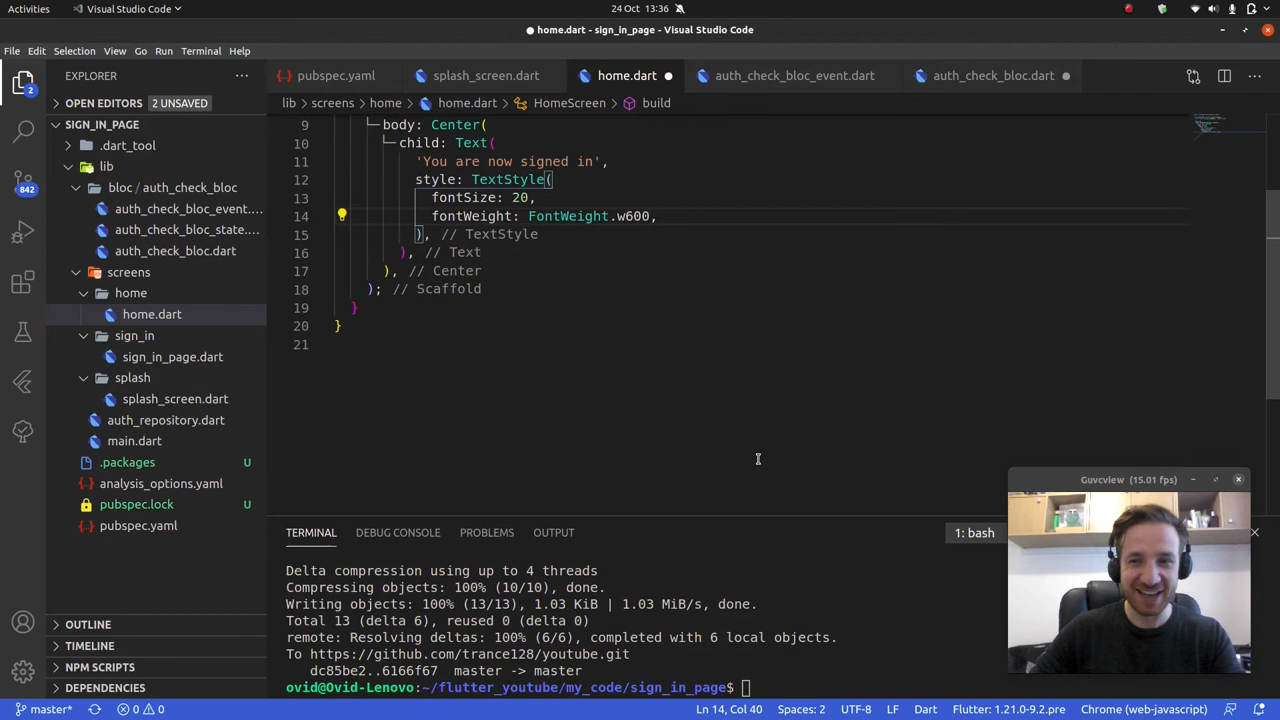 Activities
Visual Studio Code
24 Oct 13:36
home.dart - sign_in_page - Visual Studio Code
File Edit Selection View Go Run Terminal Help
EXPLORER
pubspec.yaml
splash_screen.dart
home.dart
auth_check_bloc_event.dart
auth_check_bloc.dart
OPEN EDITORS 2 UNSAVED
lib > screens > home > home.dart > HomeScreen > build
SIGN_IN_PAGE
.dart_tool
lib
bloc / auth_check_bloc
auth_check_bloc_event....
auth_check_bloc_state....
auth_check_bloc.dart
screens
home
home.dart
sign_in
sign_in_page.dart
splash
splash_screen.dart
auth_repository.dart
main.dart
.packages U
analysis_options.yaml
pubspec.lock U
pubspec.yaml
OUTLINE
TIMELINE
NPM SCRIPTS
DEPENDENCIES
2
842
9 body: Center(
10 child: Text(
11 'You are now signed in',
12 style: TextStyle(
13 fontSize: 20,
14 fontWeight: FontWeight.w600,
15 ), // TextStyle
16 ), // Text
17 ), // Center
18 ); // Scaffold
19 }
20 }
21
Guvcview (15.01 fps)
TERMINAL DEBUG CONSOLE PROBLEMS OUTPUT
1: bash
Delta compression using up to 4 threads
Compressing objects: 100% (10/10), done.
Writing objects: 100% (13/13), 1.03 KiB | 1.03 MiB/s, done.
Total 13 (delta 6), reused 0 (delta 0)
remote: Resolving deltas: 100% (6/6), completed with 6 local objects.
To https://github.com/trance128/youtube.git
dc85be2..6166f67 master -> master
ovid@Ovid-Lenovo:~/flutter_youtube/my_code/sign_in_page$
master* 0 0 Ln 14, Col 40 Spaces: 2 UTF-8 LF Dart Flutter: 1.21.0-9.2.pre Chrome (web-javascript)